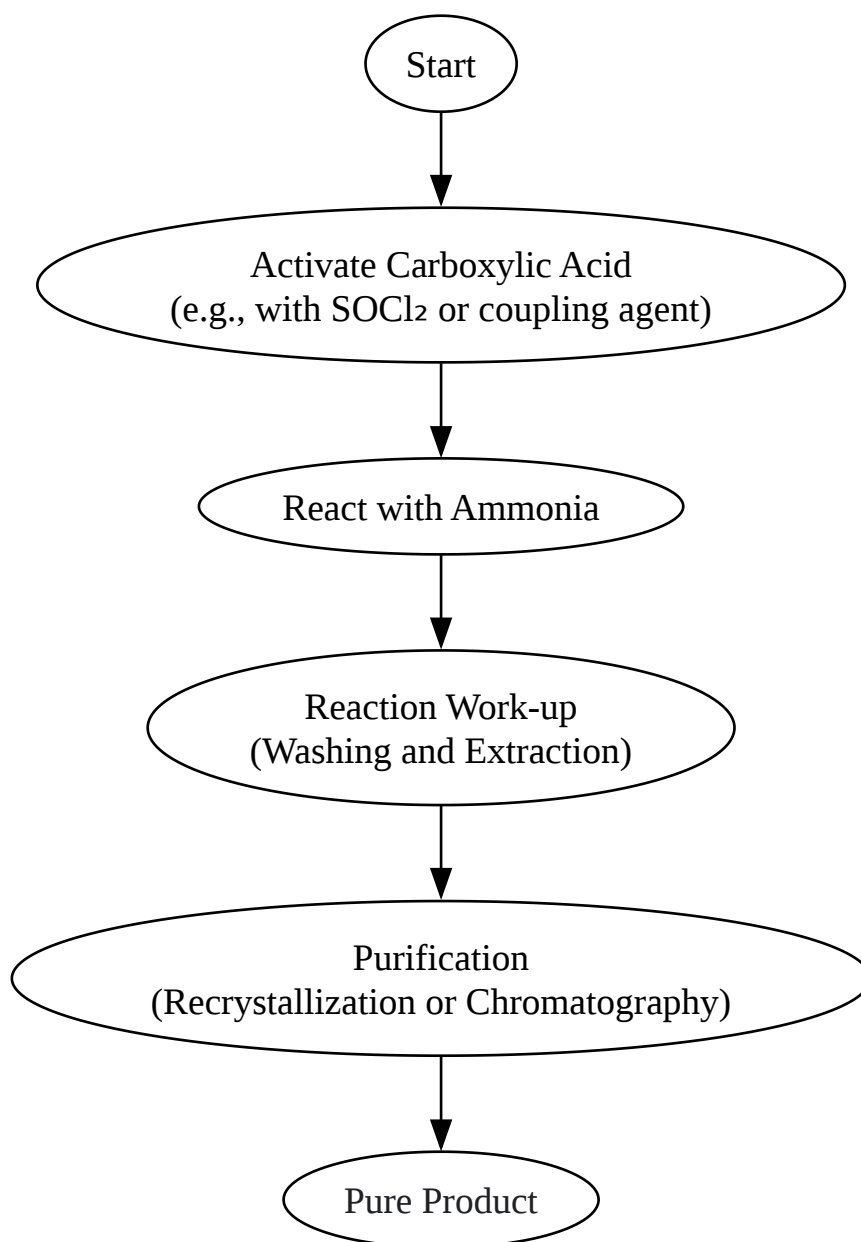 Start
Activate Carboxylic Acid
(e.g., with SOCl₂ or coupling agent)
React with Ammonia
Reaction Work-up
(Washing and Extraction)
Purification
(Recrystallization or Chromatography)
Pure Product